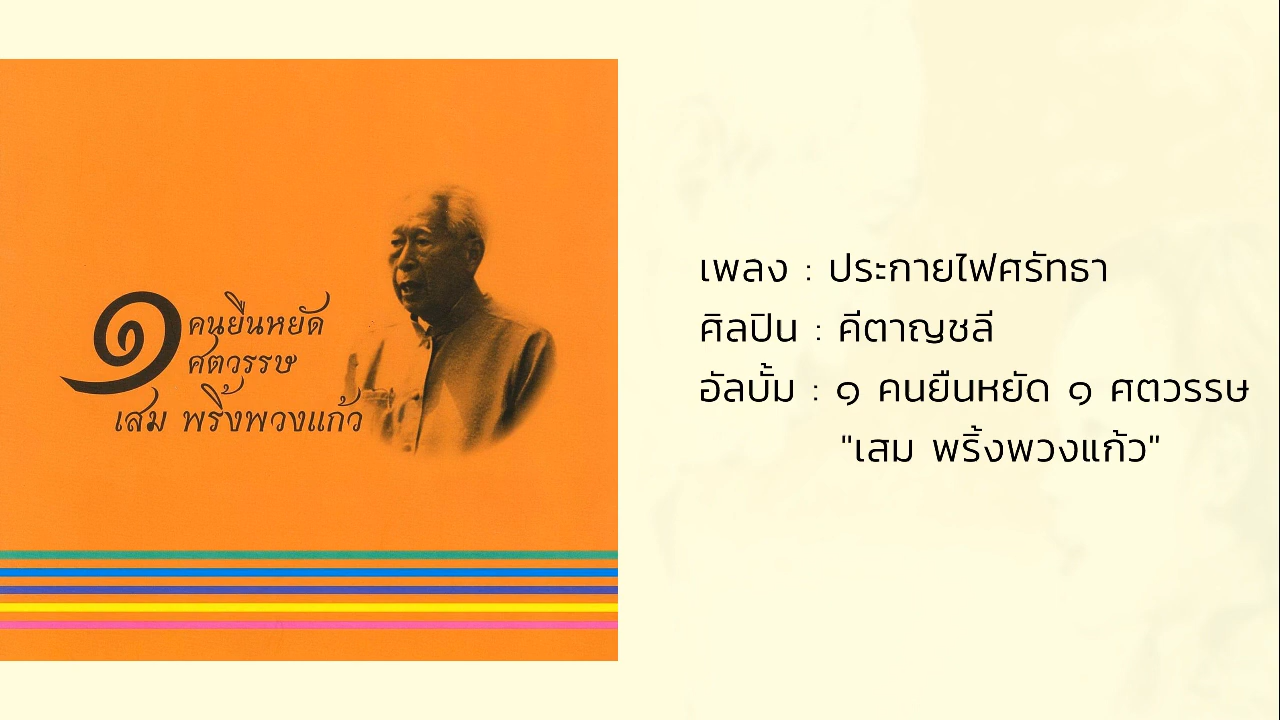 ๑ คนยืนหยัด
ศตวรรษ
เสม พริ้งพวงแก้ว
เพลง : ประกายไฟศรัทธา
ศิลปิน : คีตาญชลี
อัลบั้ม : ๑ คนยืนหยัด ๑ ศตวรรษ
"เสม พริ้งพวงแก้ว"